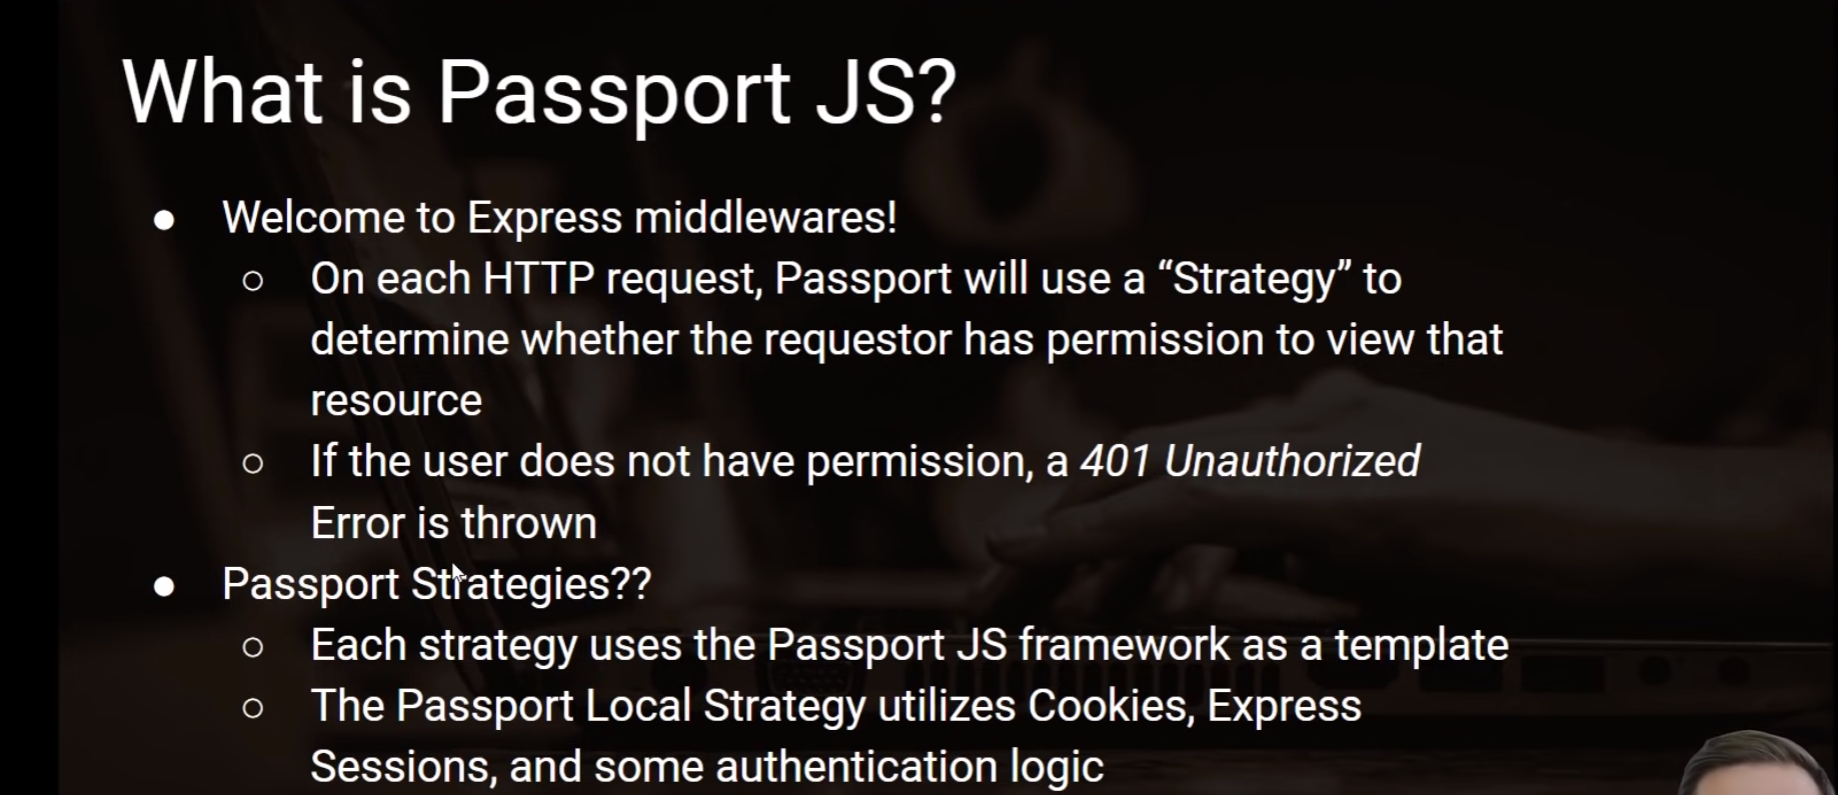 What is Passport JS?
● Welcome to Express middlewares!
○ On each HTTP request, Passport will use a “Strategy” to
determine whether the requestor has permission to view that
resource
○ If the user does not have permission, a 401 Unauthorized
Error is thrown
● Passport Strategies??
○ Each strategy uses the Passport JS framework as a template
○ The Passport Local Strategy utilizes Cookies, Express
Sessions, and some authentication logic